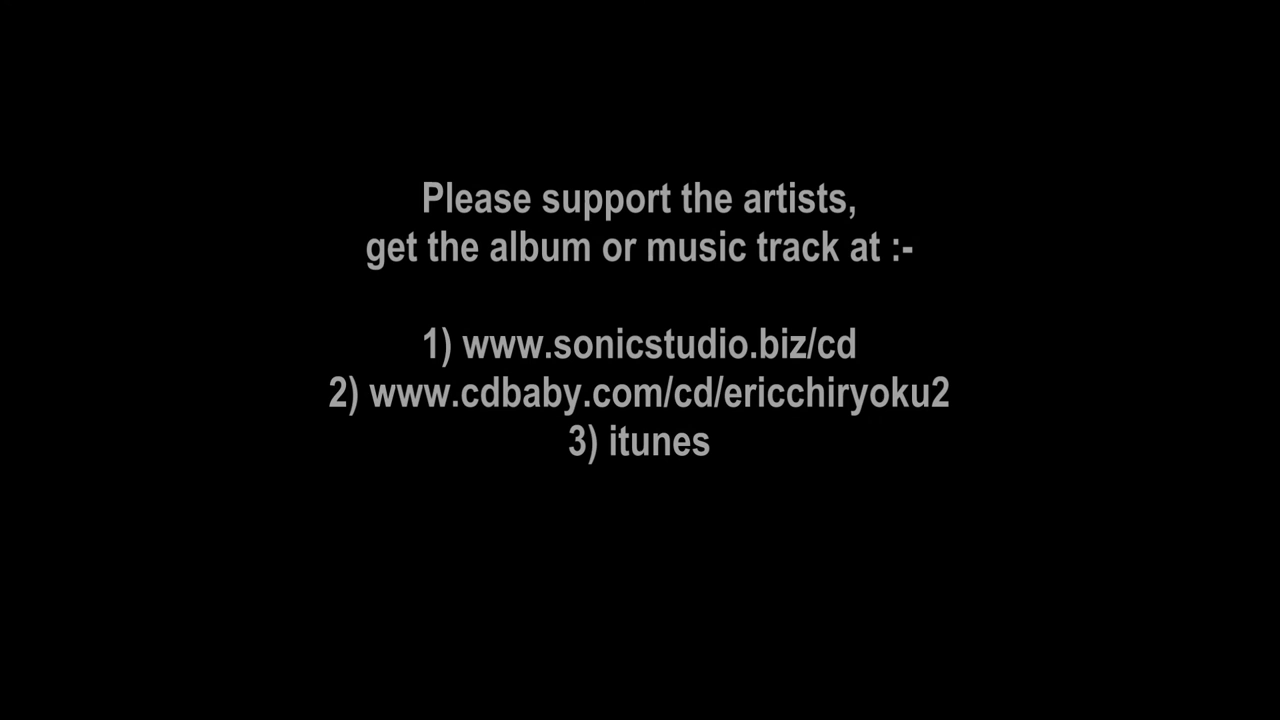 Please support the artists,
get the album or music track at :-
1) www.sonicstudio.biz/cd
2) www.cdbaby.com/cd/ericchiryoku2
3) itunes